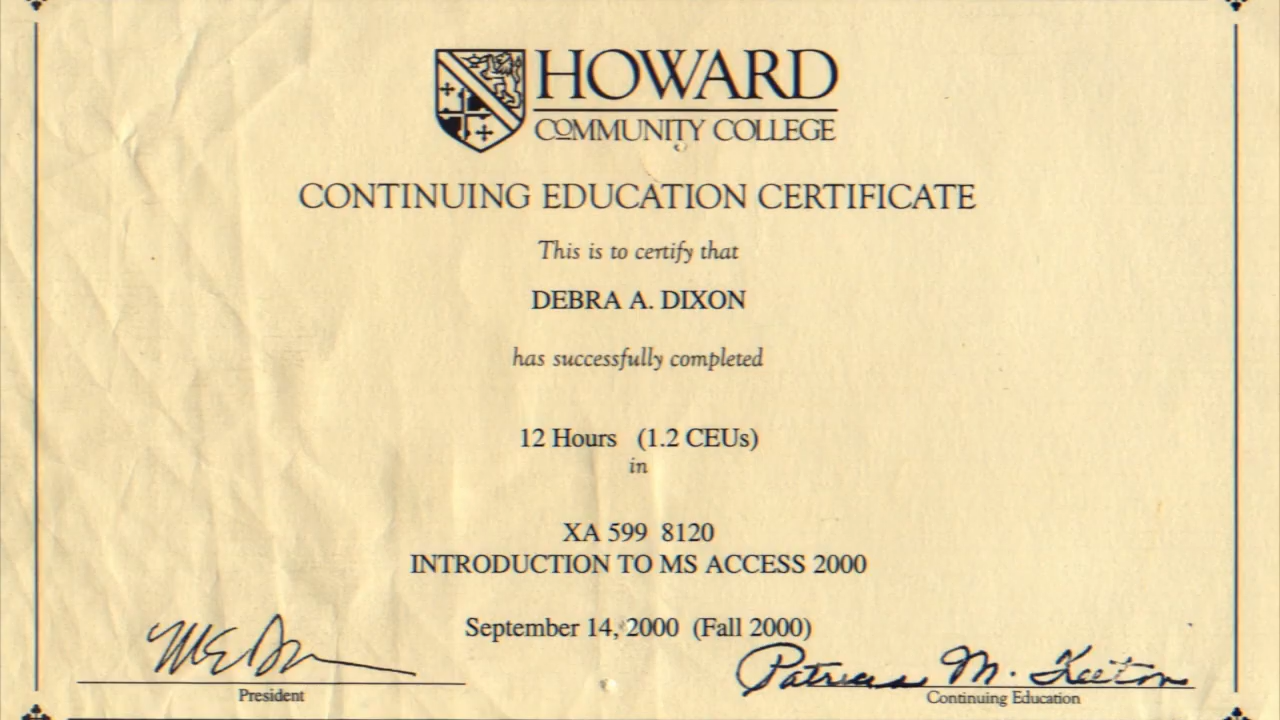 HOWARD
COMMUNITY COLLEGE
CONTINUING EDUCATION CERTIFICATE
This is to certify that
DEBRA A. DIXON
has successfully completed
12 Hours (1.2 CEUs)
in
XA 599 8120
INTRODUCTION TO MS ACCESS 2000
September 14, 2000 (Fall 2000)
Patricia M. Keeton
President
Continuing Education